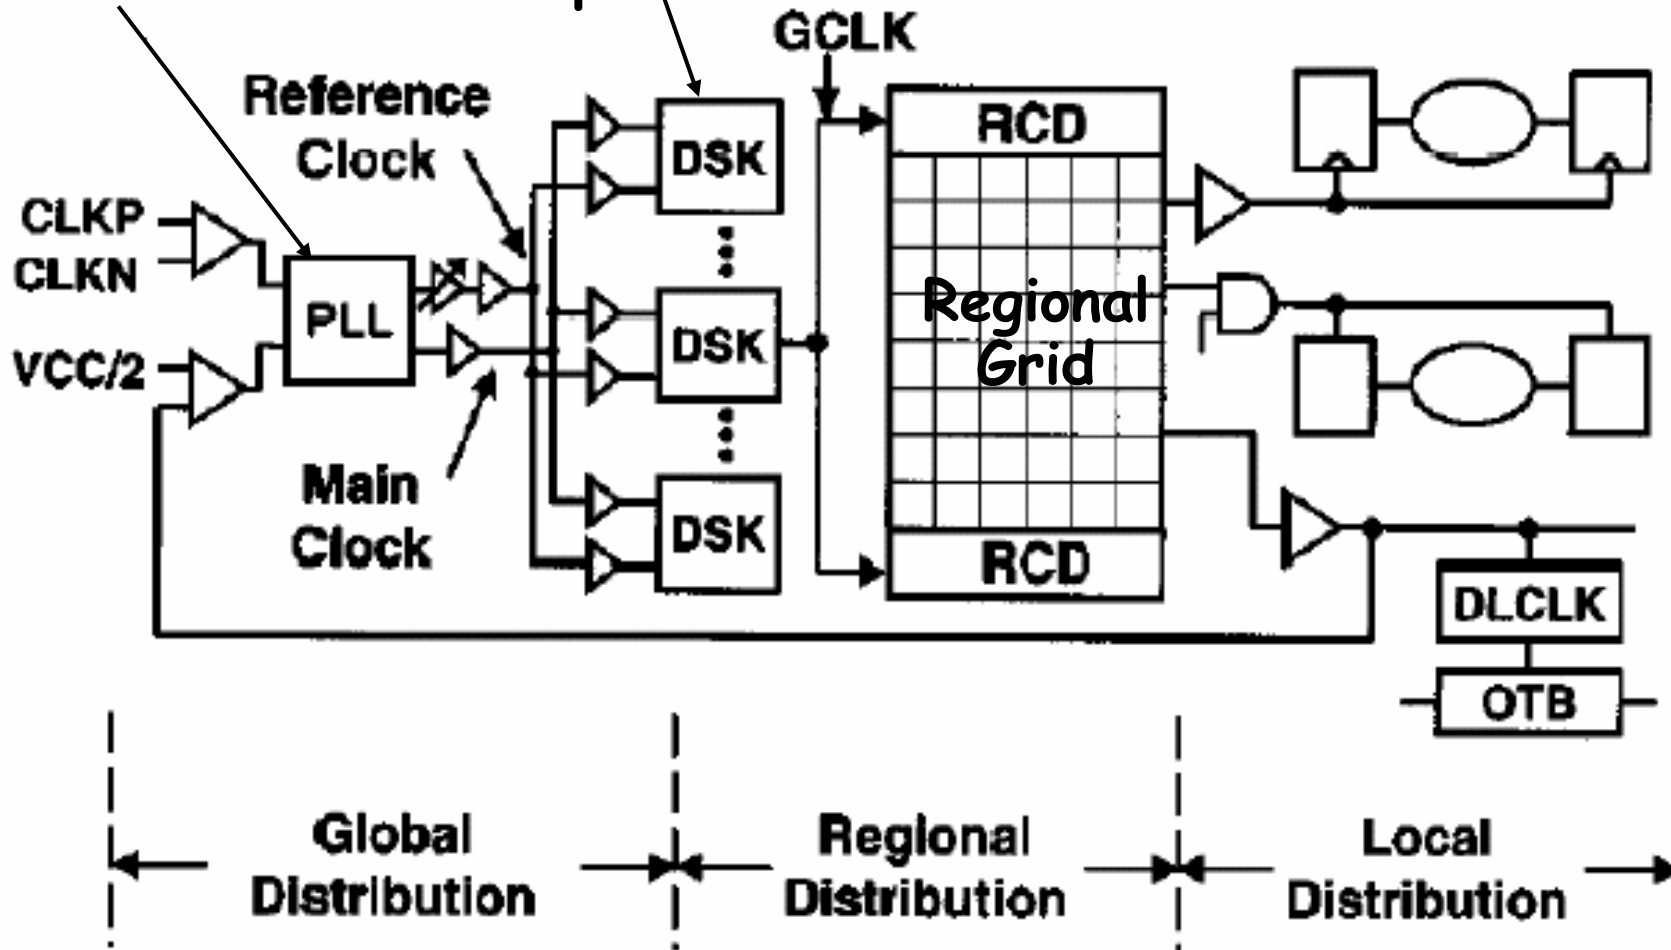 GCLK
Reference
Clock
RCD
DSK
CLKP
CLKN
PLL
DSK
Regional
Grid
VCC/2
Main
Clock
DSK
RCD
DLCLK
OTB
Global
Distribution
Regional
Distribution
Local
Distribution